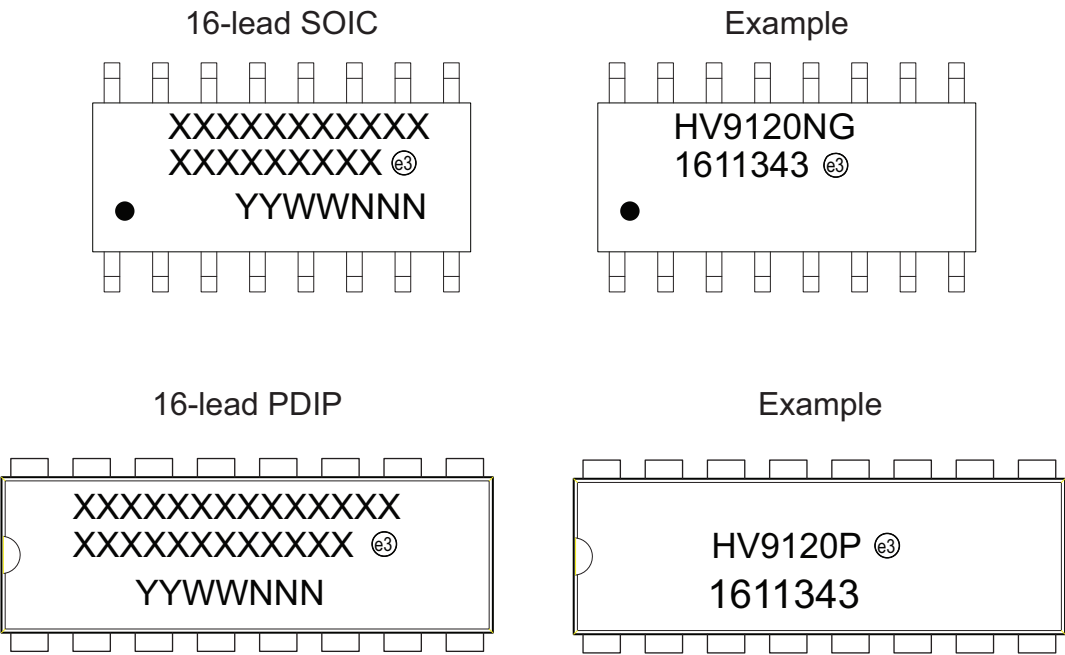 16-lead SOIC
Example
XXXXXXXXXXX
XXXXXXXXX e3
YYWWNNN
HV9120NG
1611343 e3
16-lead PDIP
Example
XXXXXXXXXXXXXX
XXXXXXXXXXXX e3
YYWWNNN
HV9120P e3
1611343